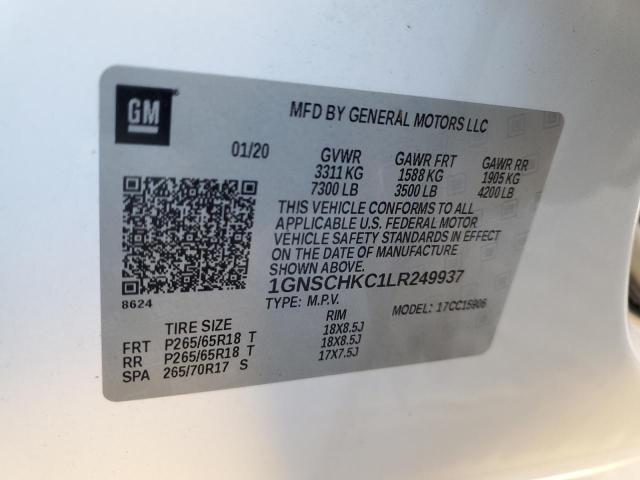 GM
MFD BY GENERAL MOTORS LLC
01/20 GVWR GAWR FRT GAWR RR
3311 KG 1588 KG 1905 KG
7300 LB 3500 LB 4200 LB
THIS VEHICLE CONFORMS TO ALL
APPLICABLE U.S. FEDERAL MOTOR
VEHICLE SAFETY STANDARDS IN EFFECT
ON THE DATE OF MANUFACTURE
SHOWN ABOVE.
1GNSCHKC1LR249937
8624
TYPE: M.P.V. MODEL: 17CC15906
TIRE SIZE RIM
FRT P265/65R18 T 18X8.5J
RR P265/65R18 T 18X8.5J
SPA 265/70R17 S 17X7.5J